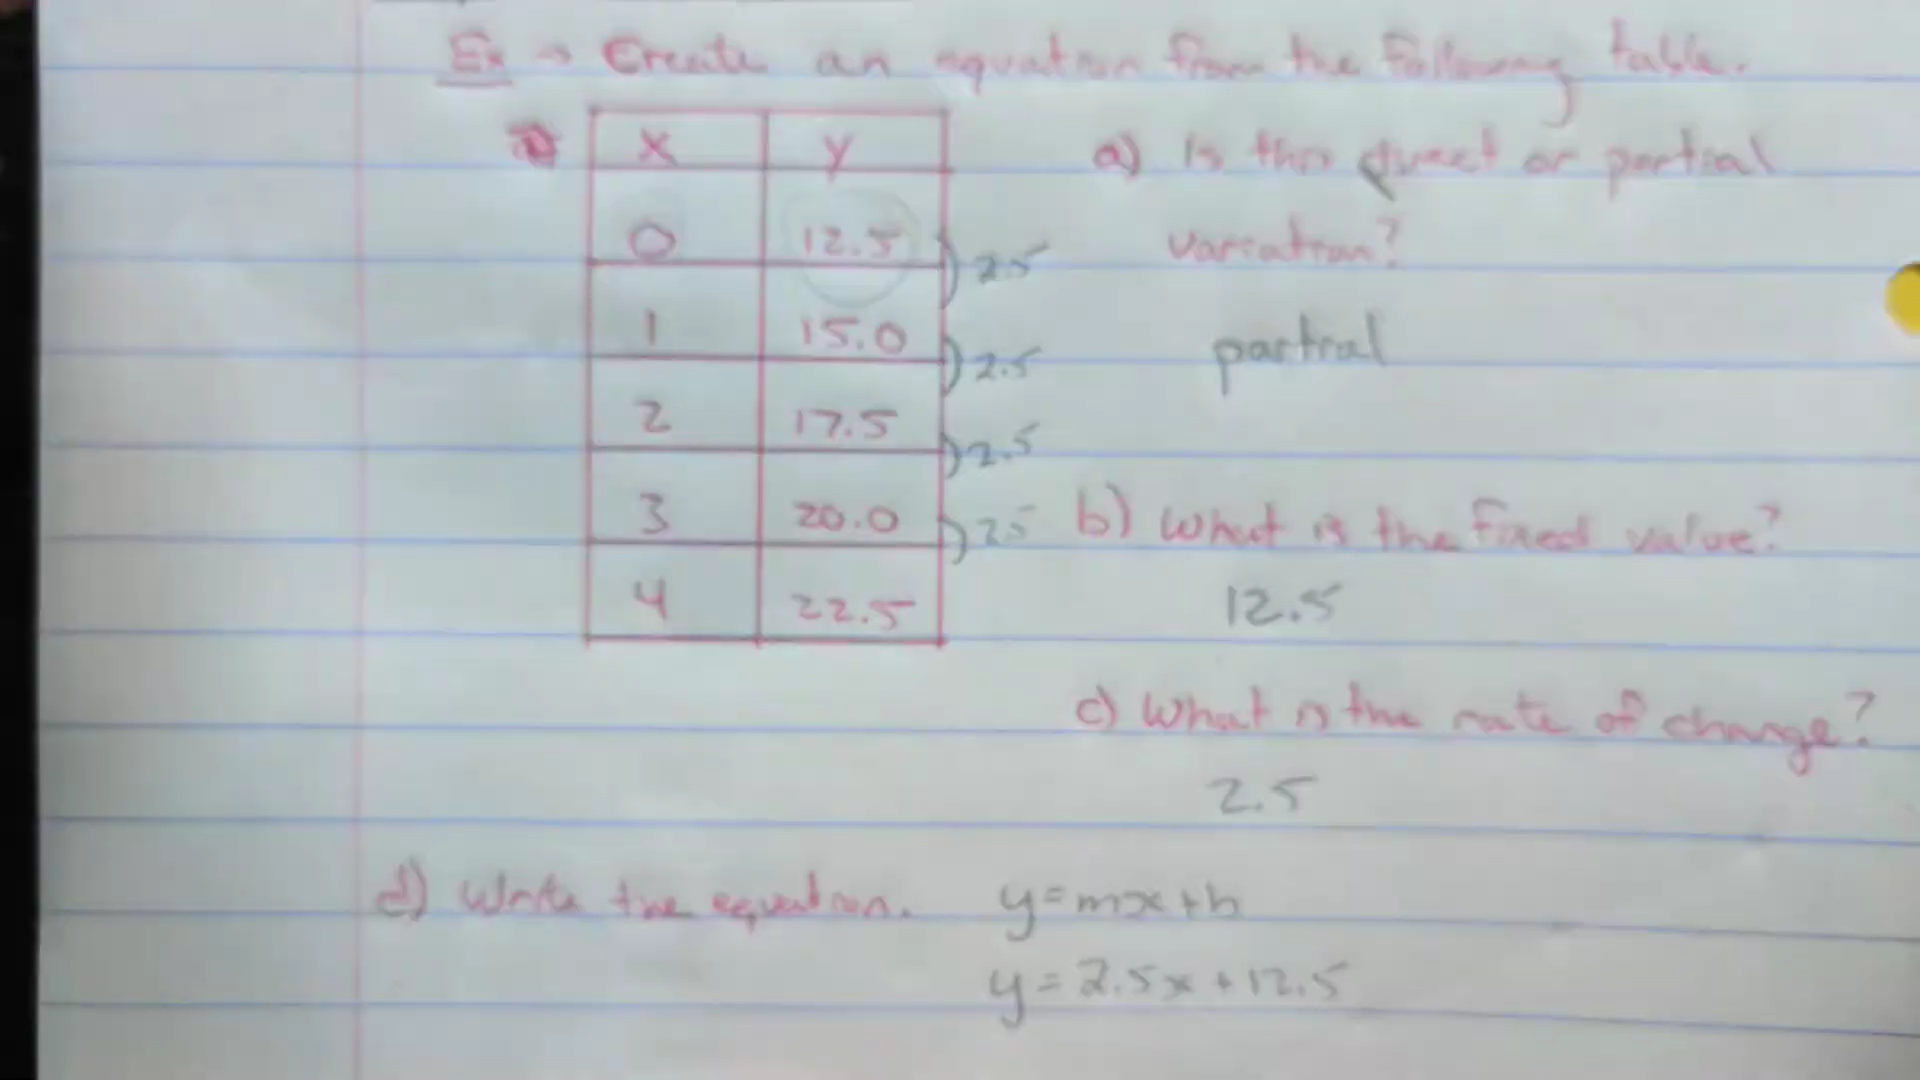 Ex → Create an equation from the following table.
x y
0 12.5
1 15.0
2 17.5
3 20.0
4 22.5
2.5
2.5
2.5
2.5
a) Is this direct or partial
variation?
partial
b) What is the fixed value?
12.5
c) What is the rate of change?
2.5
d) Write the equation. y=mx+b
y=2.5x+12.5